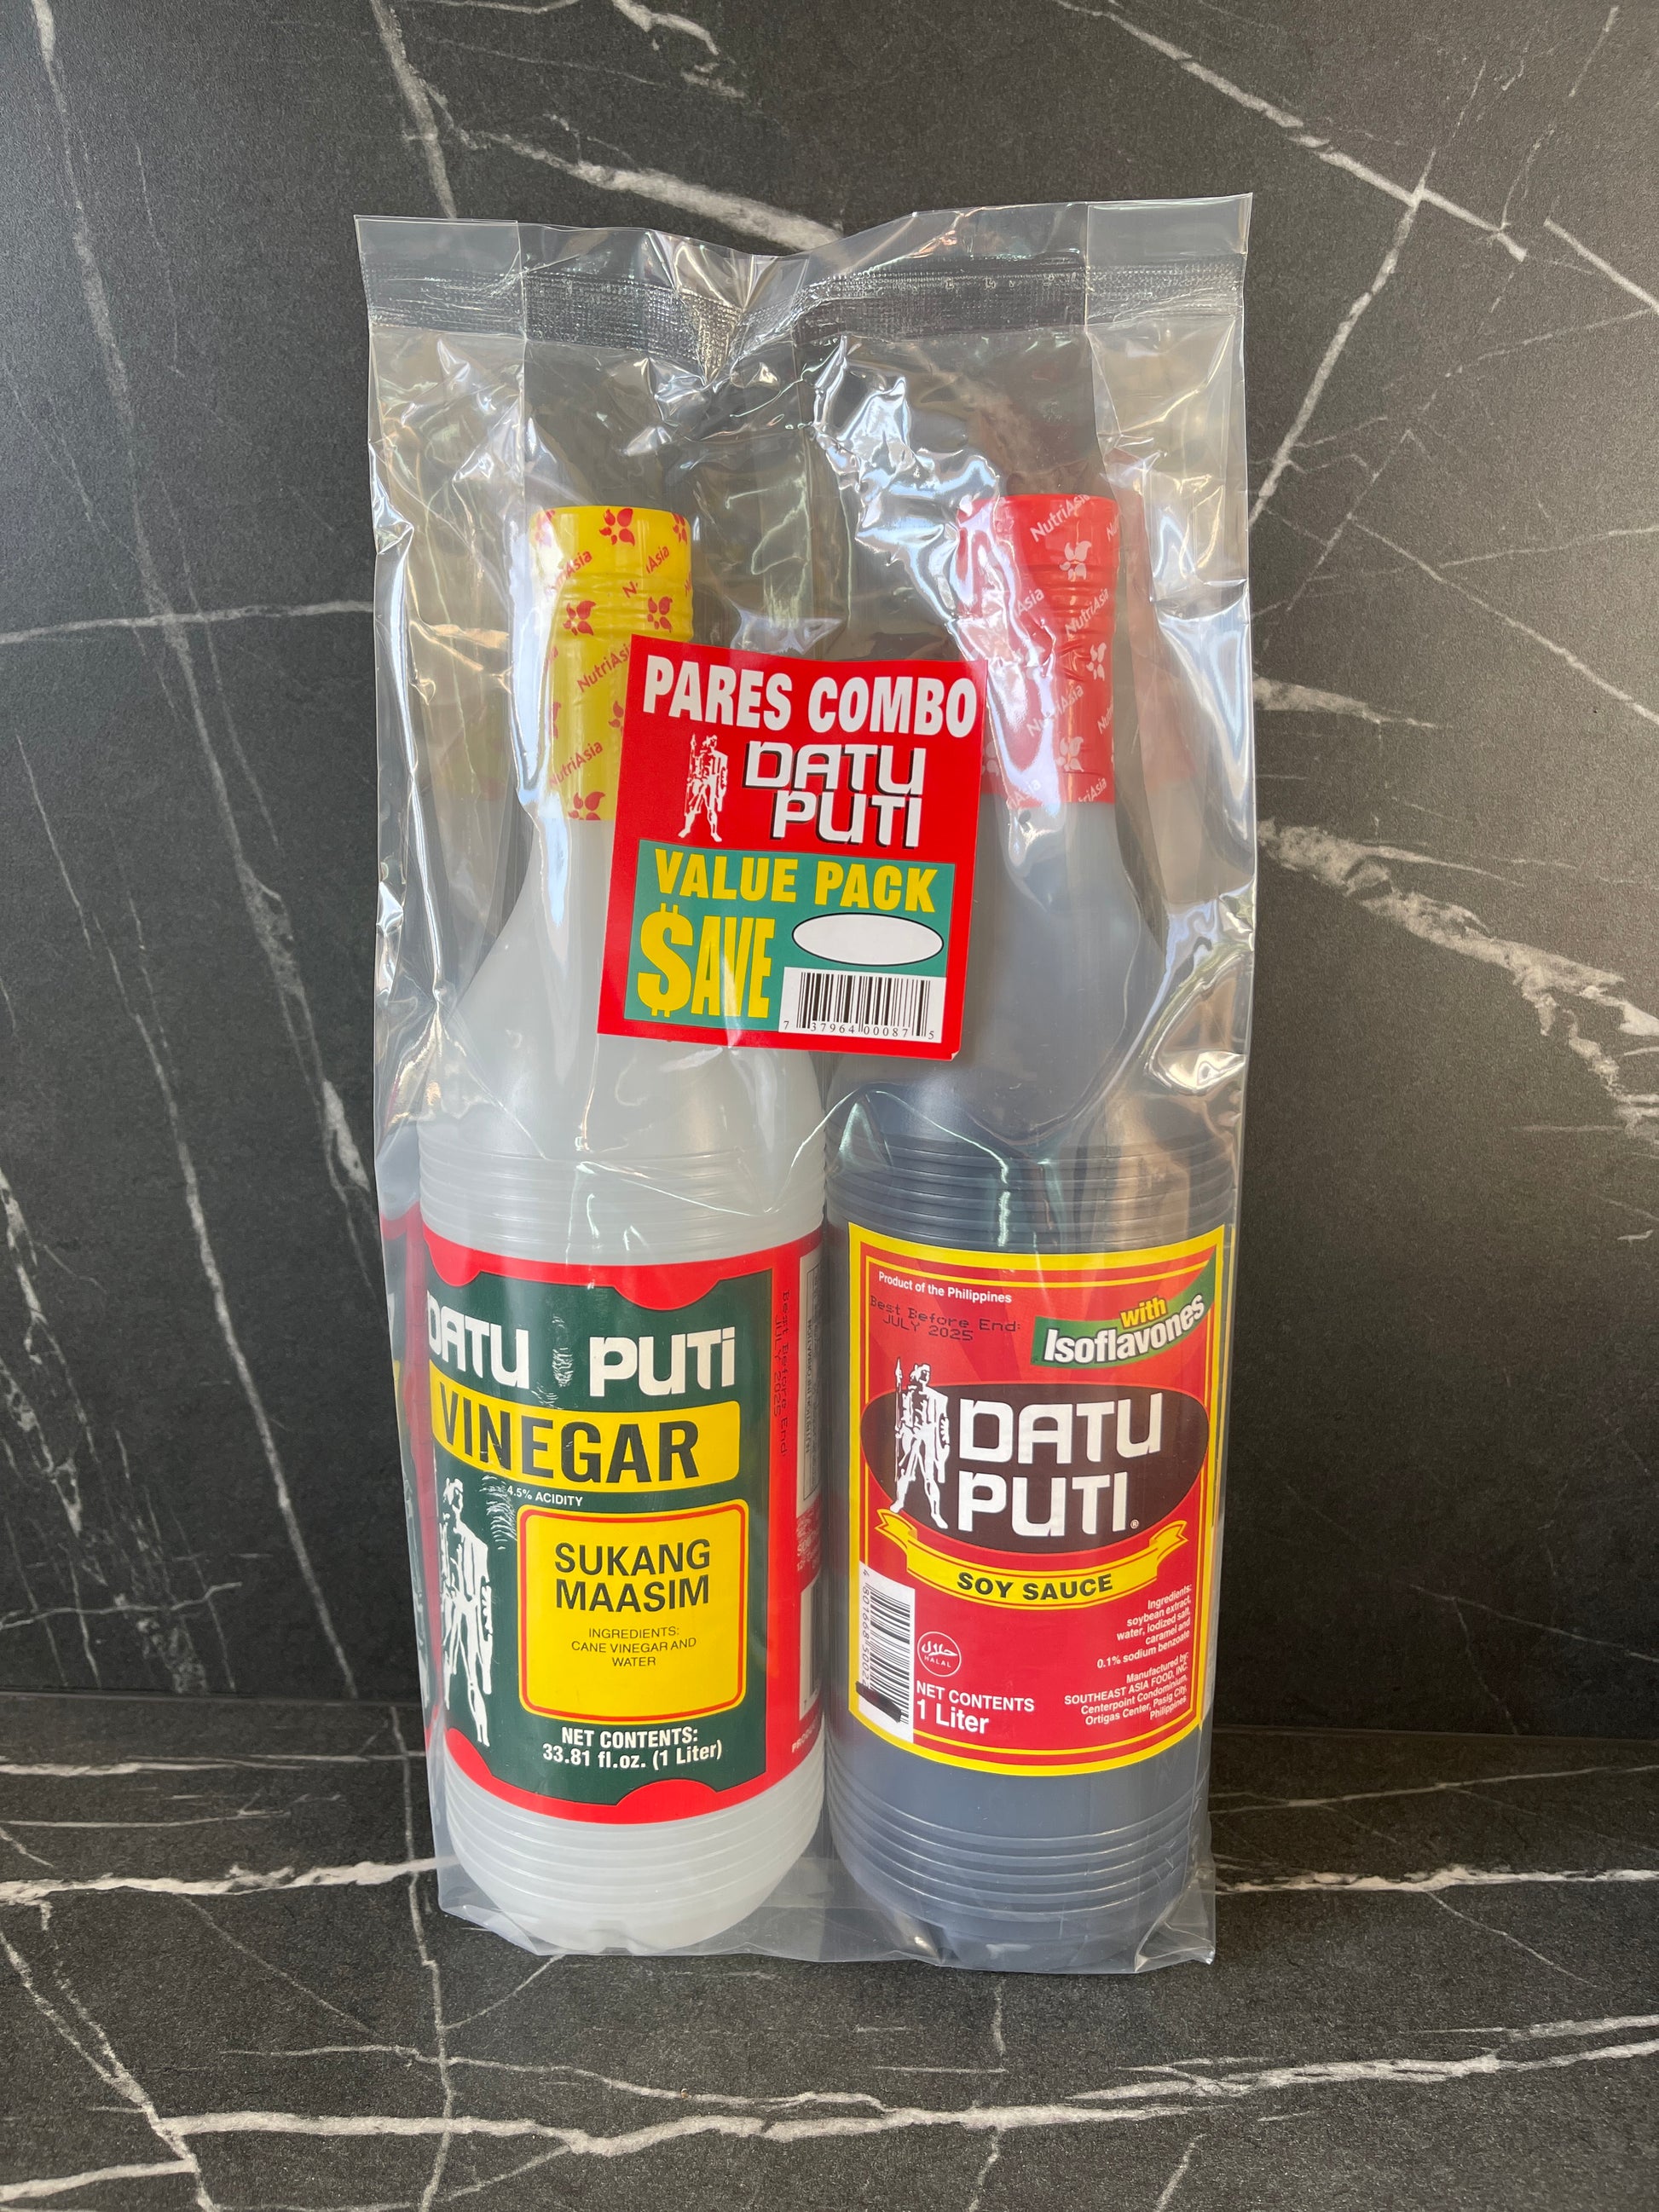 NutriAsia
NutriAsia
PARES COMBO
DATU
PUTI
VALUE PACK
$AVE
7 37964 00087 5
DATU PUTI
VINEGAR
4.5% ACIDITY
SUKANG
MAASIM
INGREDIENTS:
CANE VINEGAR AND
WATER
NET CONTENTS:
33.81 fl.oz. (1 Liter)
Best Before End:
JULY 2025
Product of the Philippines
Best Before End:
JULY 2025
with
Isoflavones
DATU
PUTI®
SOY SAUCE
Ingredients:
soybean extract,
water, iodized salt,
caramel and
0.1% sodium benzoate
Manufactured by:
SOUTHEAST ASIA FOOD, INC.
Centerpoint Condominium,
Ortigas Center, Pasig City,
Philippines
حلال
HALAL
NET CONTENTS
1 Liter